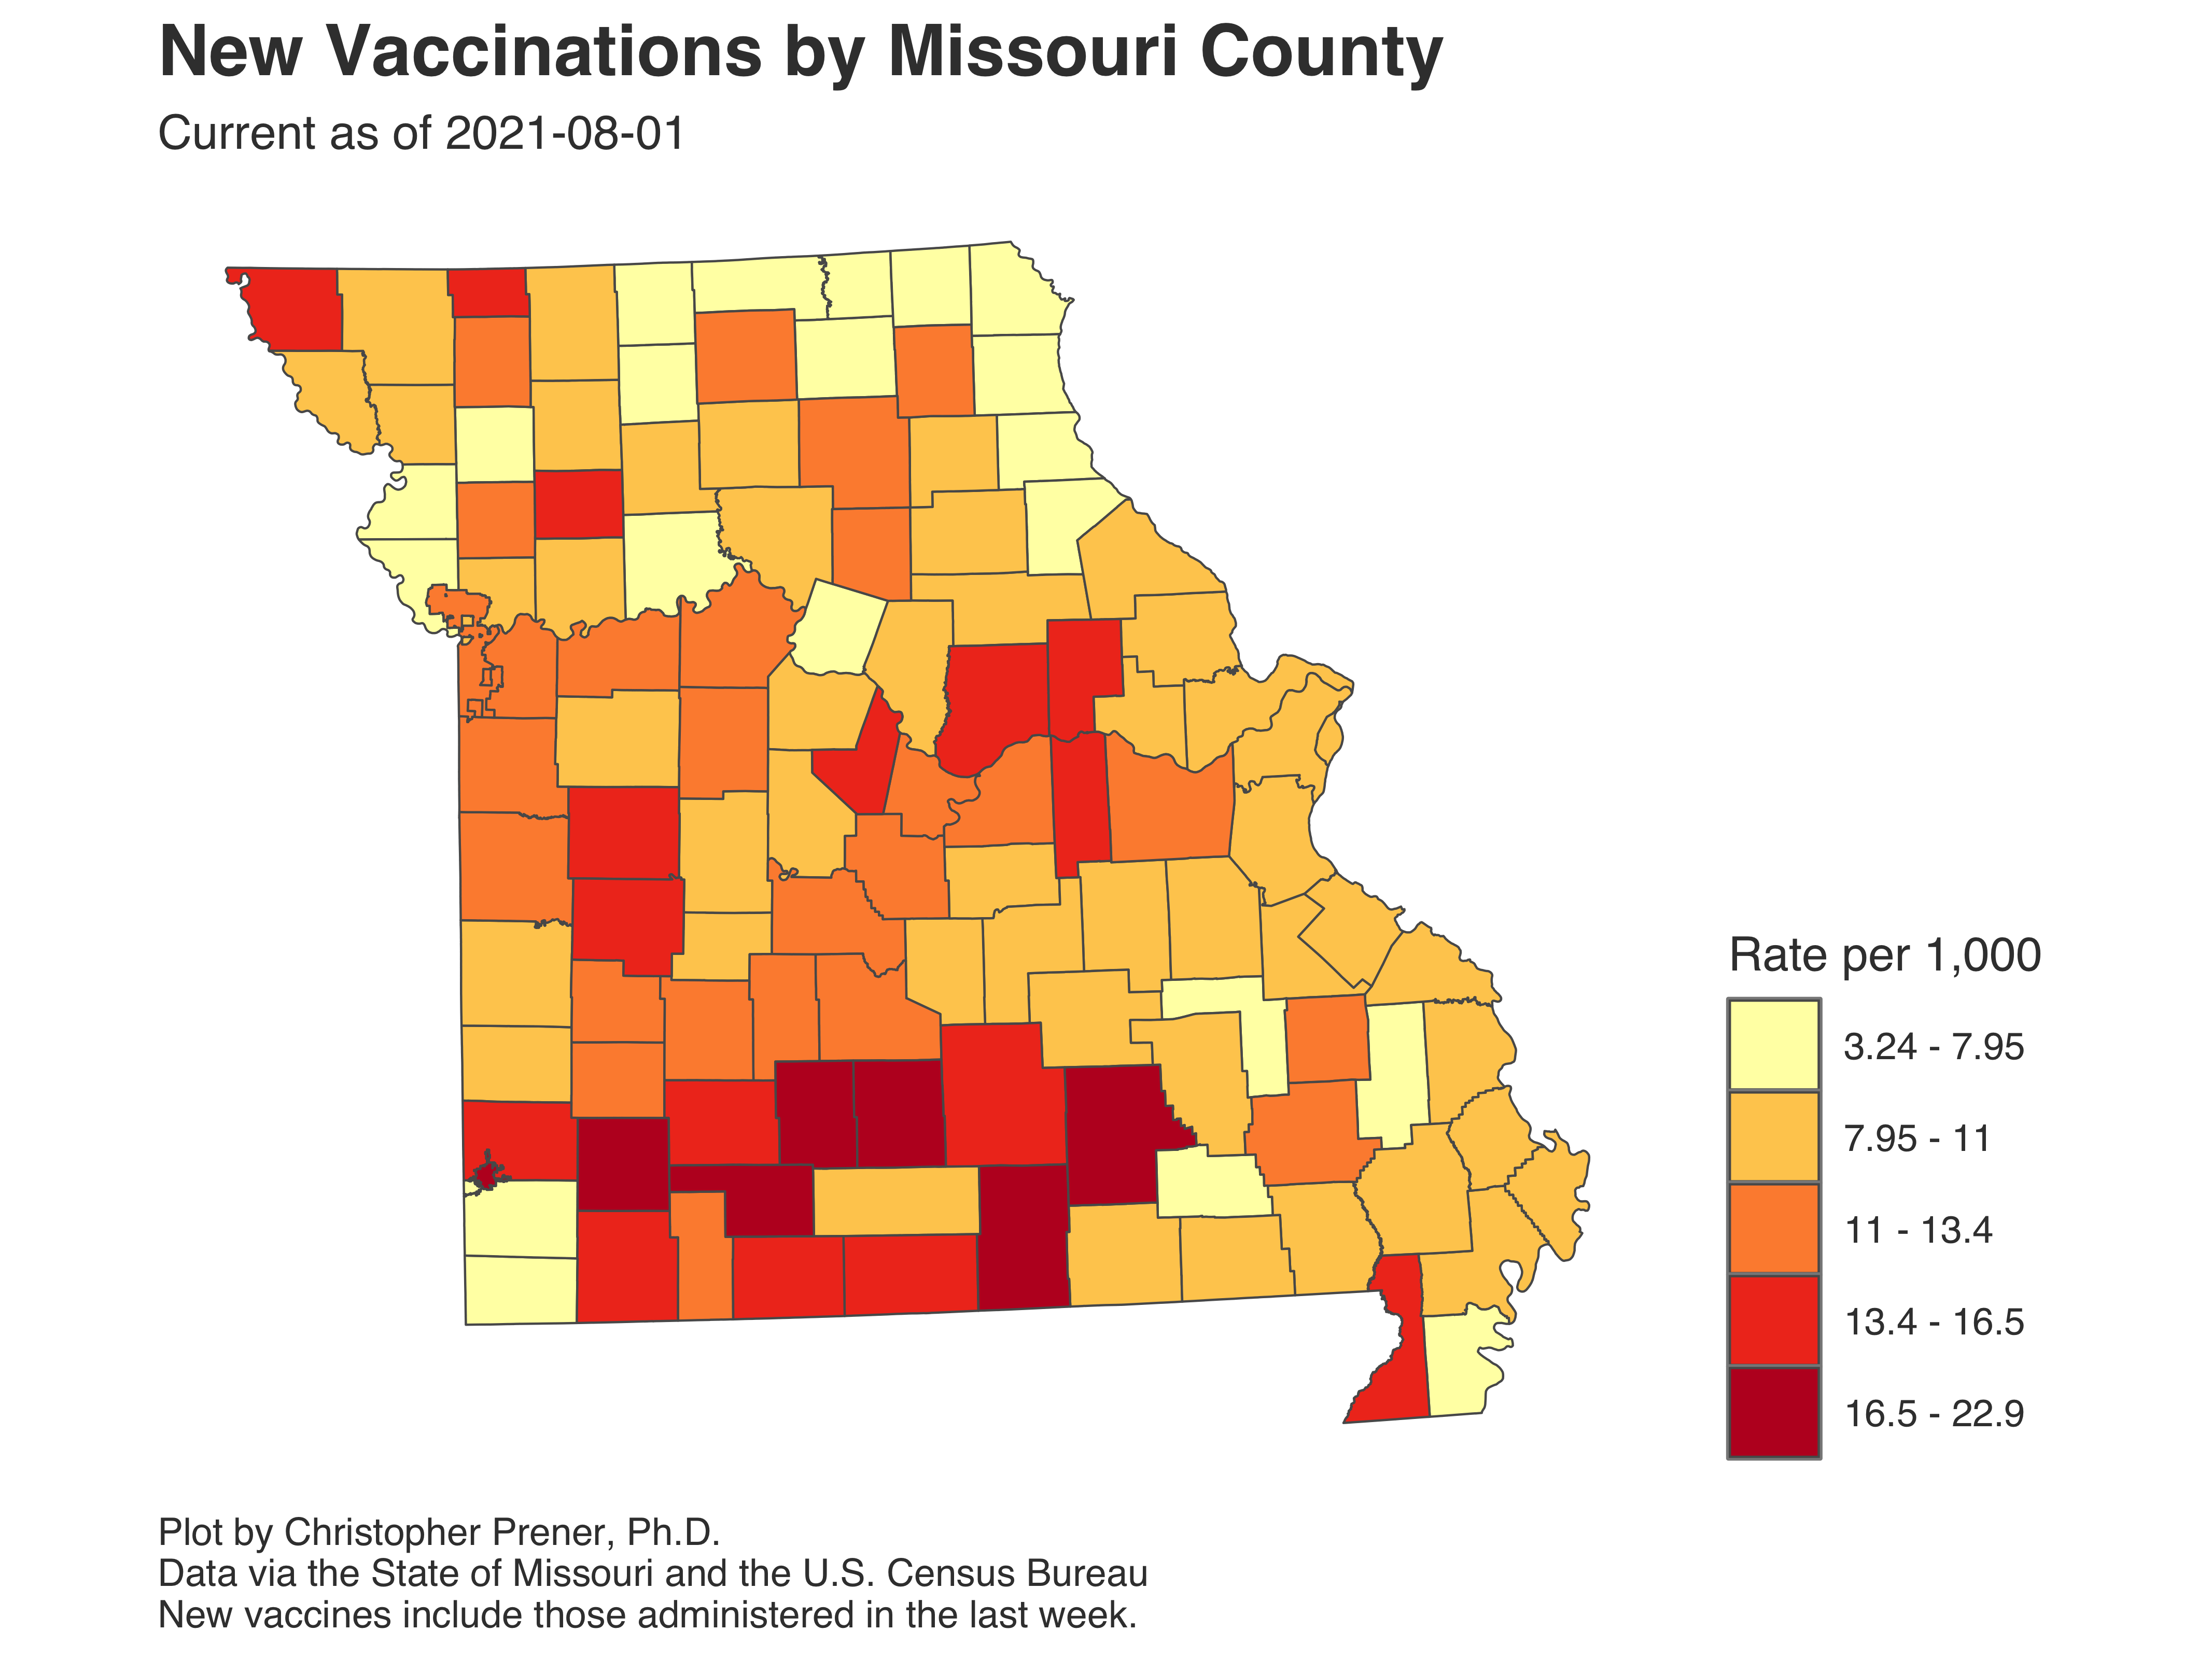 New Vaccinations by Missouri County
Current as of 2021-08-01
Rate per 1,000
3.24 - 7.95
7.95 - 11
11 - 13.4
13.4 - 16.5
16.5 - 22.9
Plot by Christopher Prener, Ph.D.
Data via the State of Missouri and the U.S. Census Bureau
New vaccines include those administered in the last week.